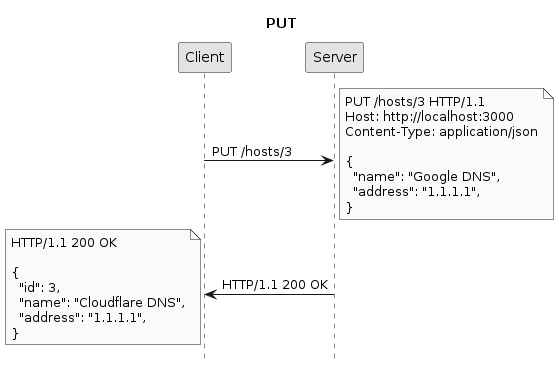 PUT
Client
Server
PUT /hosts/3 HTTP/1.1
Host: http://localhost:3000
Content-Type: application/json
{
"name": "Google DNS",
"address": "1.1.1.1",
}
PUT /hosts/3
HTTP/1.1 200 OK
{
"id": 3,
"name": "Cloudflare DNS",
"address": "1.1.1.1",
}
HTTP/1.1 200 OK